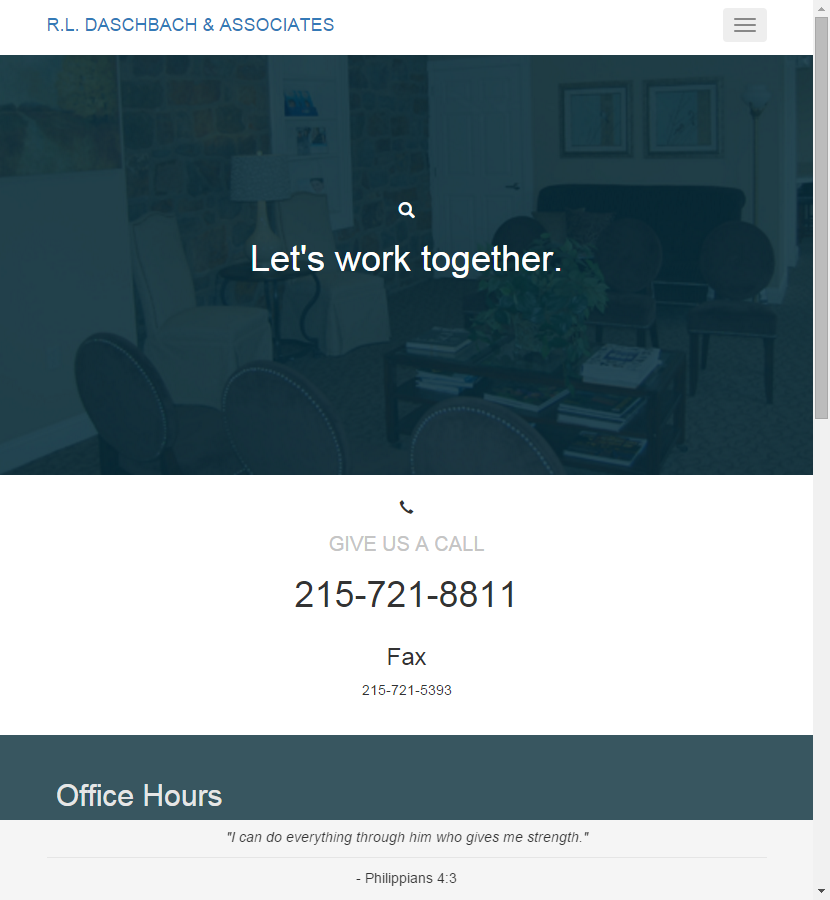 R.L. DASCHBACH & ASSOCIATES
Let's work together.
GIVE US A CALL
215-721-8811
Fax
215-721-5393
Office Hours
"I can do everything through him who gives me strength."
- Philippians 4:3